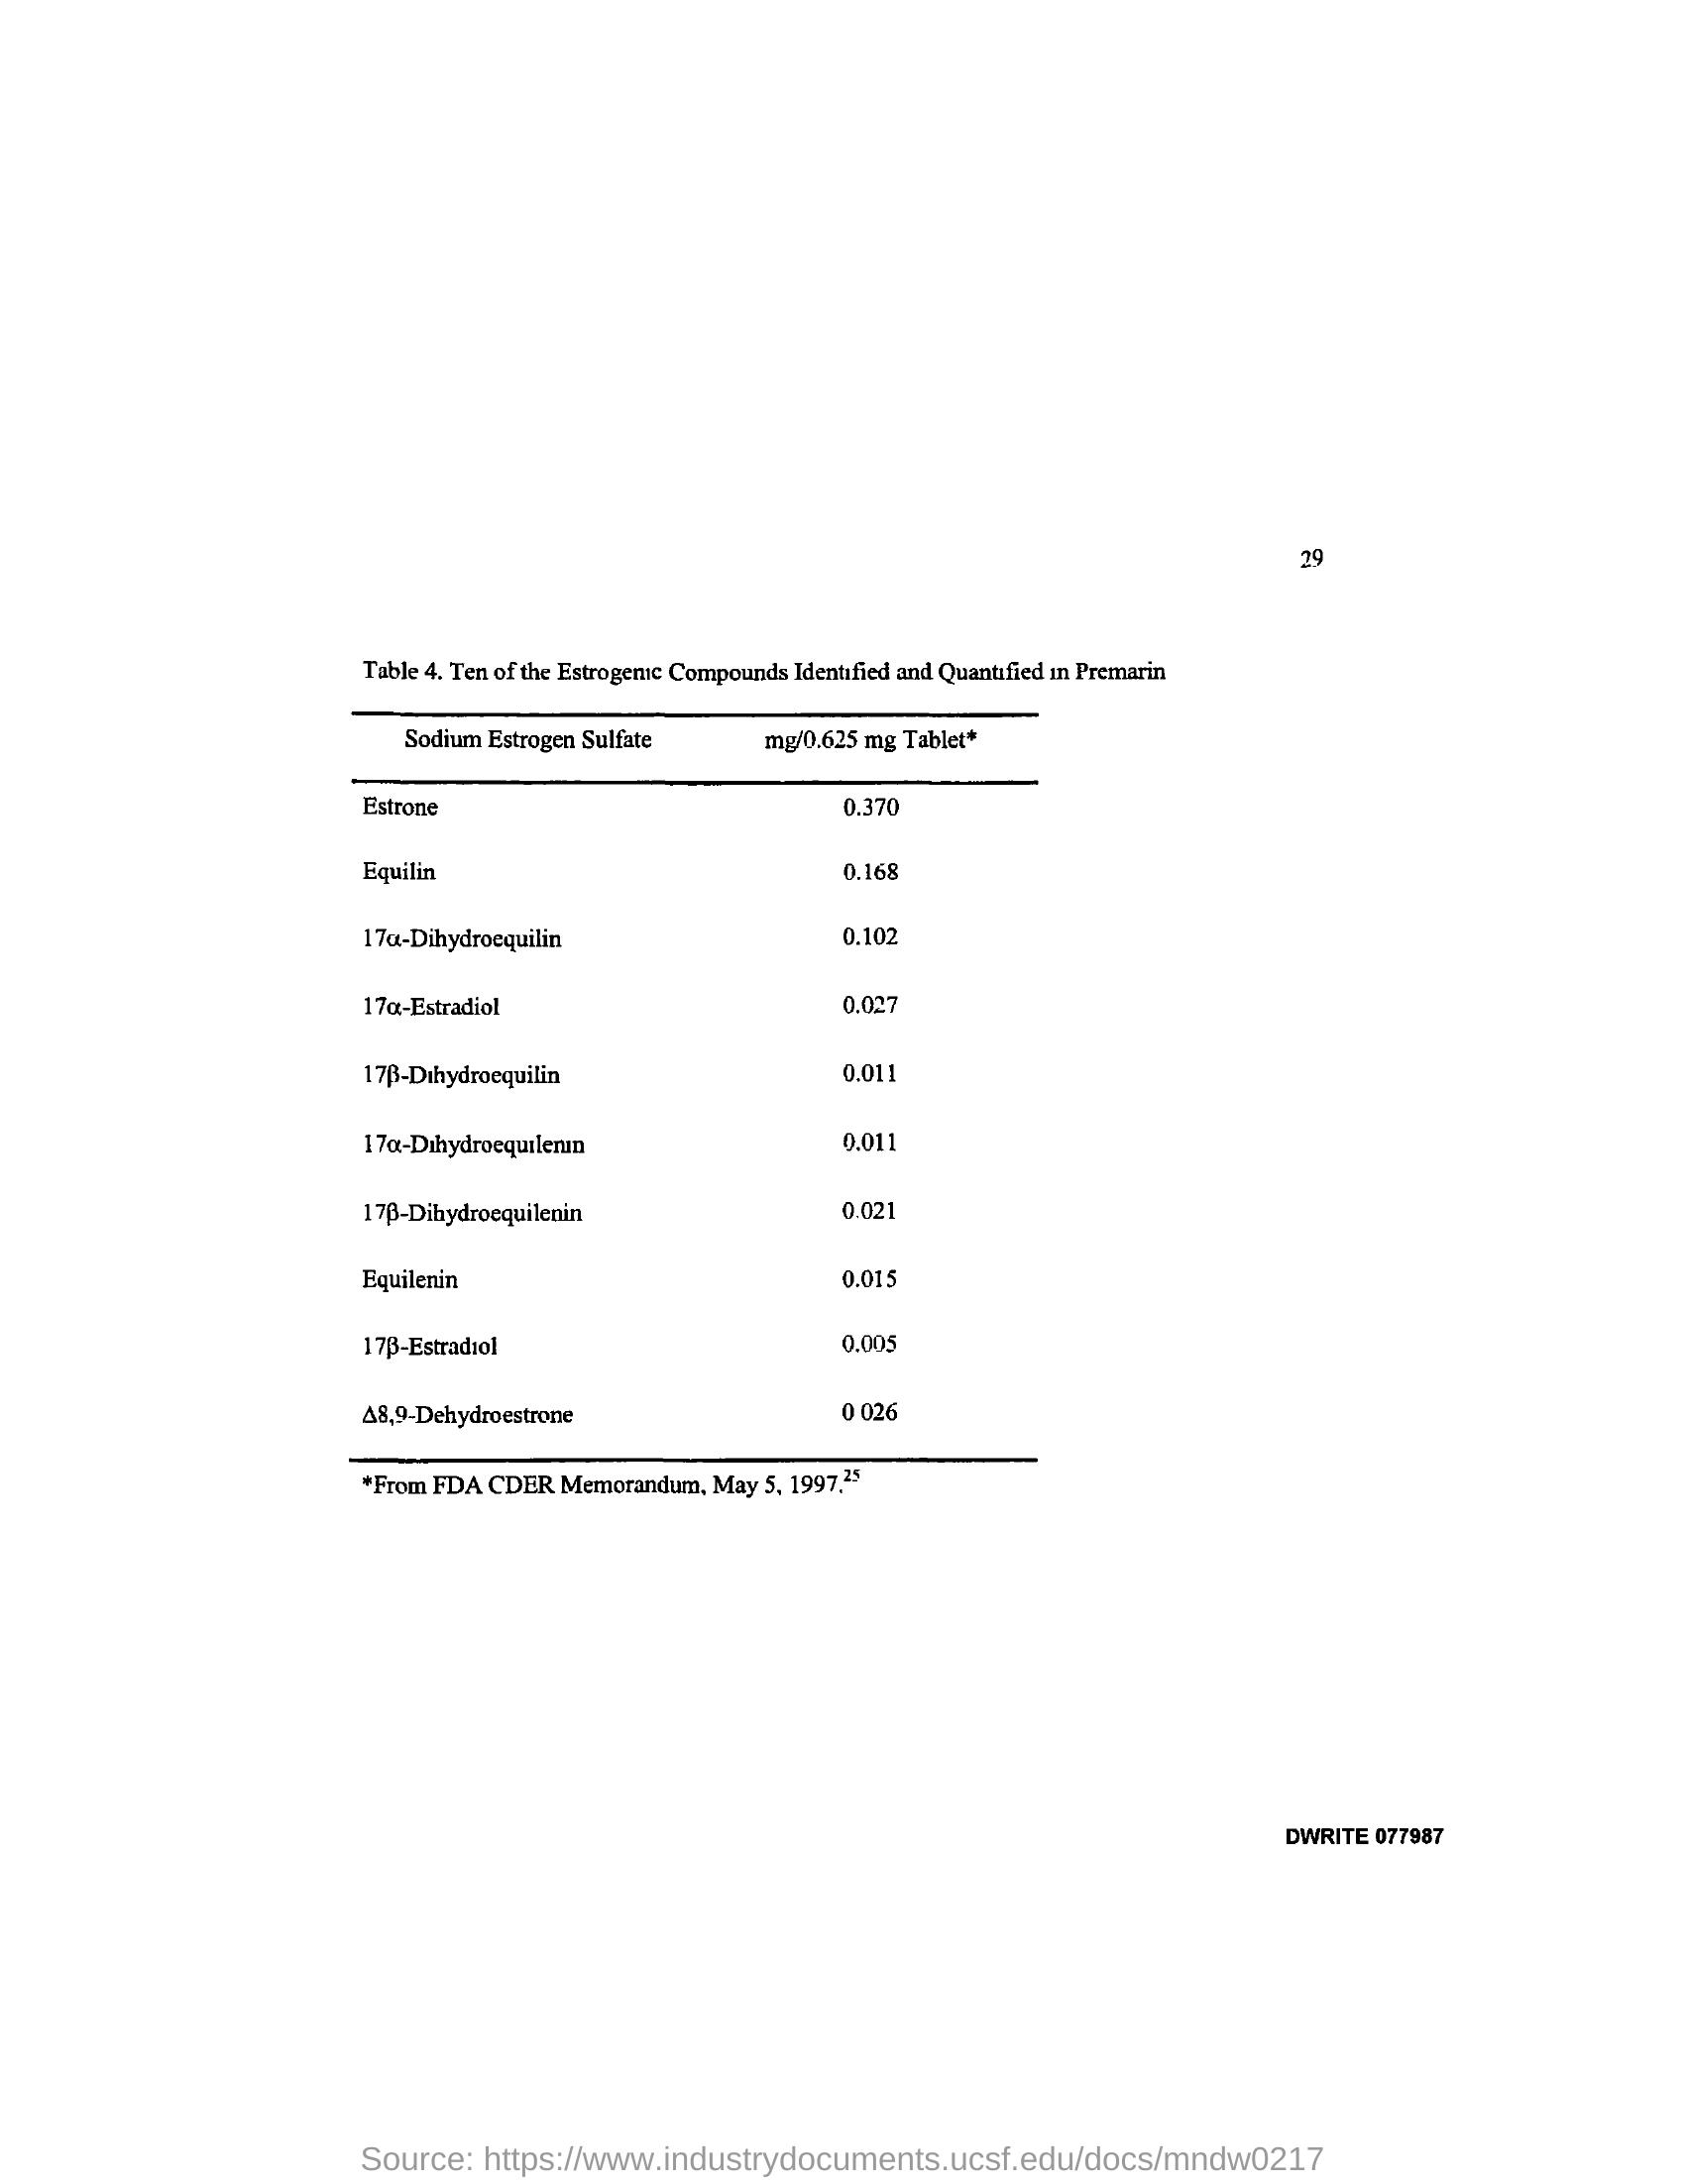 29
Table 4. Ten of the Estrogenic Compounds Identified and Quantified in Premarin
Sodium Estrogen Sulfate mg/0.625 mg Tablet*
Estrone 0.370
Equilin 0.168
17α-Dihydroequilin 0.102
17α-Estradiol 0.027
17β-Dihydroequilin 0.011
17α-Dihydroequilenin 0.011
17β-Dihydroequilenin 0.021
Equilenin 0.015
17β-Estradiol 0.005
Δ8,9-Dehydroestrone 0 026
*From FDA CDER Memorandum, May 5, 1997.25
DWRITE 077987
Source: https://www.industrydocuments.ucsf.edu/docs/mndw0217